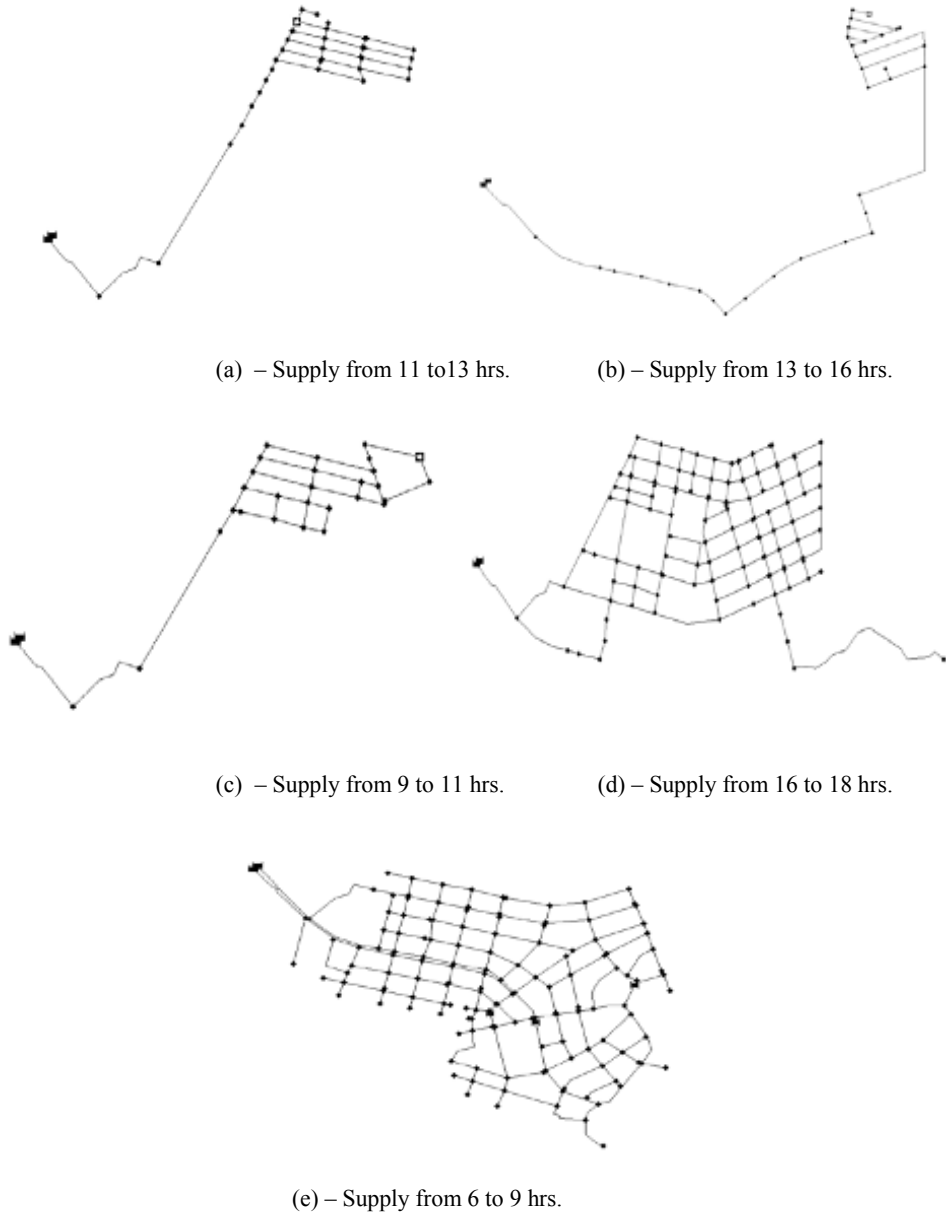 (a) – Supply from 11 to13 hrs.
(b) – Supply from 13 to 16 hrs.
(c) – Supply from 9 to 11 hrs.
(d) – Supply from 16 to 18 hrs.
(e) – Supply from 6 to 9 hrs.